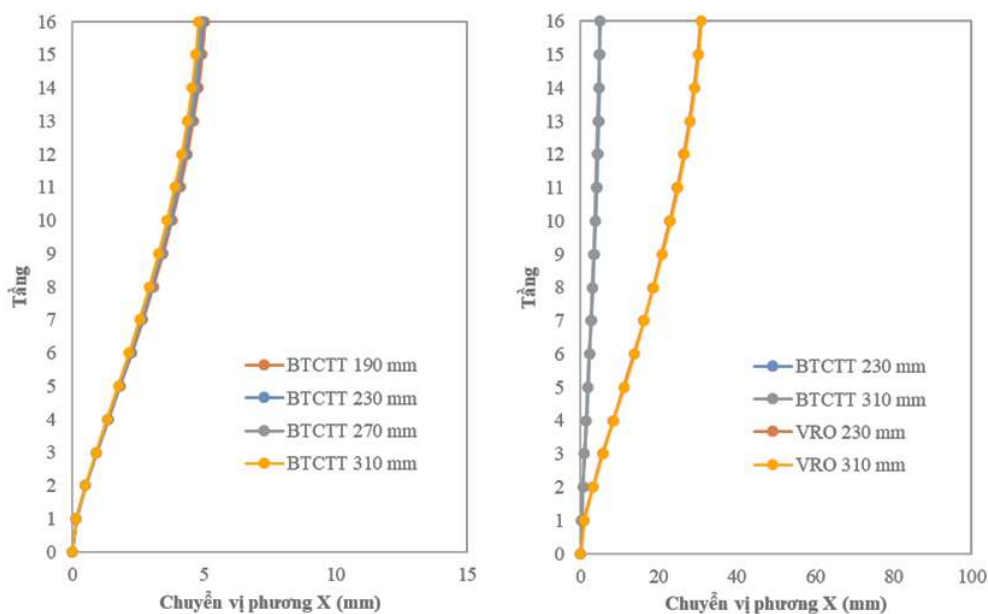 16
15
14
13
12
11
10
9
8
7
6
5
4
3
2
1
0
Tầng
BTCTT 190 mm
BTCTT 230 mm
BTCTT 270 mm
BTCTT 310 mm
0 5 10 15
Chuyển vị phương X (mm)
16
15
14
13
12
11
10
9
8
7
6
5
4
3
2
1
0
Tầng
BTCTT 230 mm
BTCTT 310 mm
VRO 230 mm
VRO 310 mm
0 20 40 60 80 100
Chuyển vị phương X (mm)